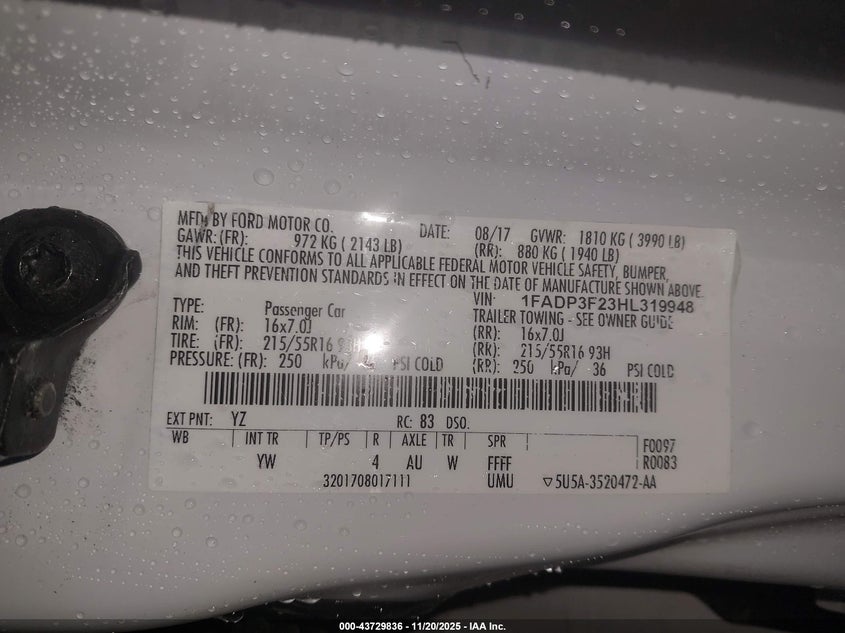 MFD. BY FORD MOTOR CO. DATE: 08/17 GVWR: 1810 KG ( 3990 LB)
GAWR: (FR): 972 KG ( 2143 LB) (RR): 880 KG ( 1940 LB)
THIS VEHICLE CONFORMS TO ALL APPLICABLE FEDERAL MOTOR VEHICLE SAFETY, BUMPER,
AND THEFT PREVENTION STANDARDS IN EFFECT ON THE DATE OF MANUFACTURE SHOWN ABOVE
VIN: 1FADP3F23HL319948
TYPE: Passenger Car TRAILER TOWING - SEE OWNER GUIDE
RIM: (FR): 16x7.0J (RR): 16x7.0J
TIRE: (FR): 215/55R16 93H (RR): 215/55R16 93H
PRESSURE: (FR): 250 kPa/ 36 PSI COLD (RR): 250 kPa/ 36 PSI COLD
EXT PNT: YZ RC: 83 DSO:
WB INT TR TP/PS R AXLE TR SPR F0097
YW 4 AU W FFFF R0083
3201708017111 UMU ▽5U5A-3520472-AA
000-43729836 - 11/20/2025 - IAA Inc.